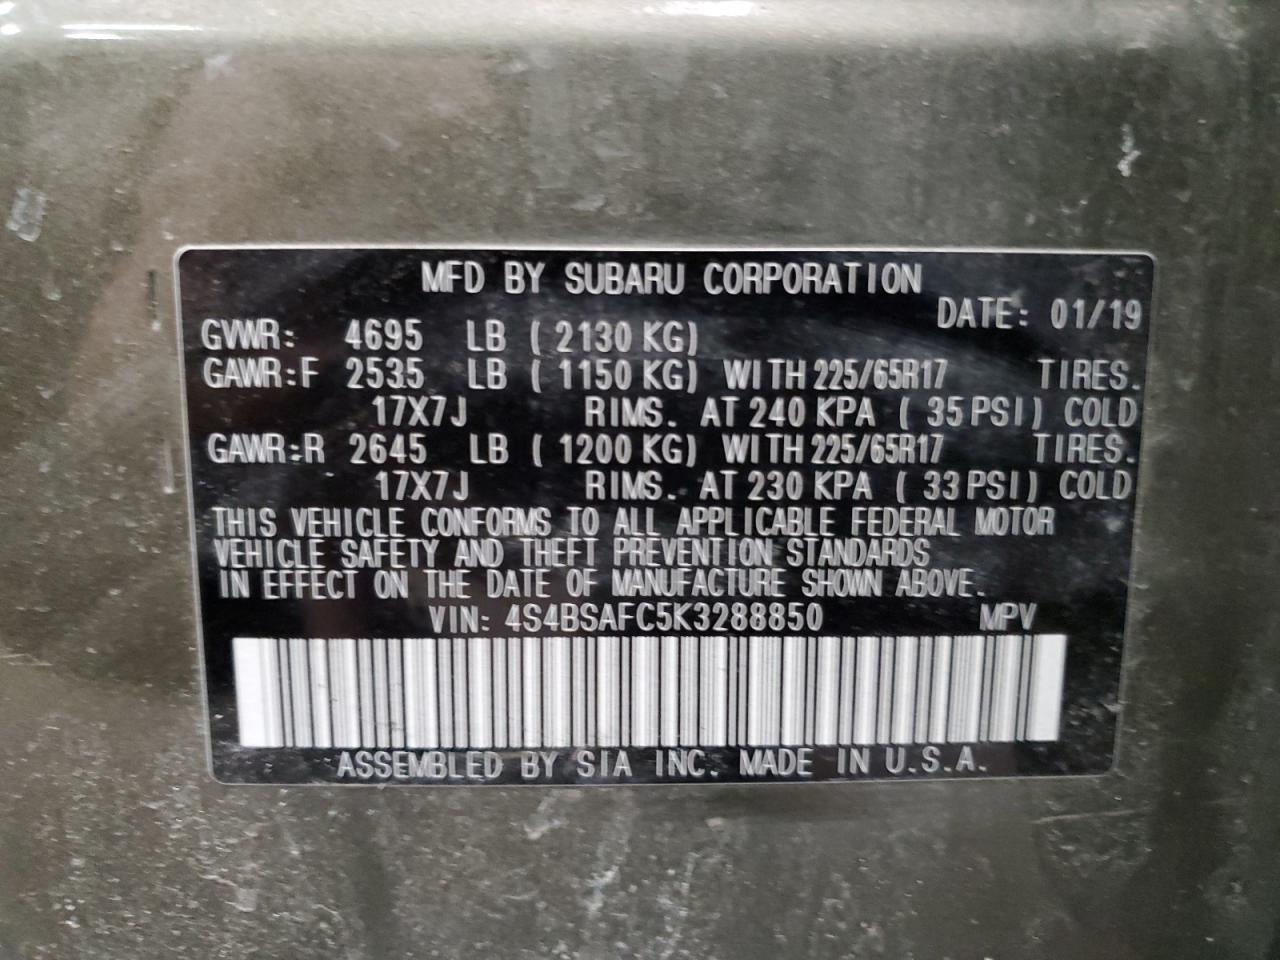 MFD BY SUBARU CORPORATION
DATE: 01/19
GVWR: 4695 LB ( 2130 KG)
GAWR:F 2535 LB ( 1150 KG) WITH 225/65R17 TIRES.
17X7J RIMS. AT 240 KPA ( 35 PSI) COLD
GAWR:R 2645 LB ( 1200 KG) WITH 225/65R17 TIRES.
17X7J RIMS. AT 230 KPA ( 33 PSI) COLD
THIS VEHICLE CONFORMS TO ALL APPLICABLE FEDERAL MOTOR
VEHICLE SAFETY AND THEFT PREVENTION STANDARDS
IN EFFECT ON THE DATE OF MANUFACTURE SHOWN ABOVE.
VIN: 4S4BSAFC5K3288850 MPV
ASSEMBLED BY SIA INC. MADE IN U.S.A.